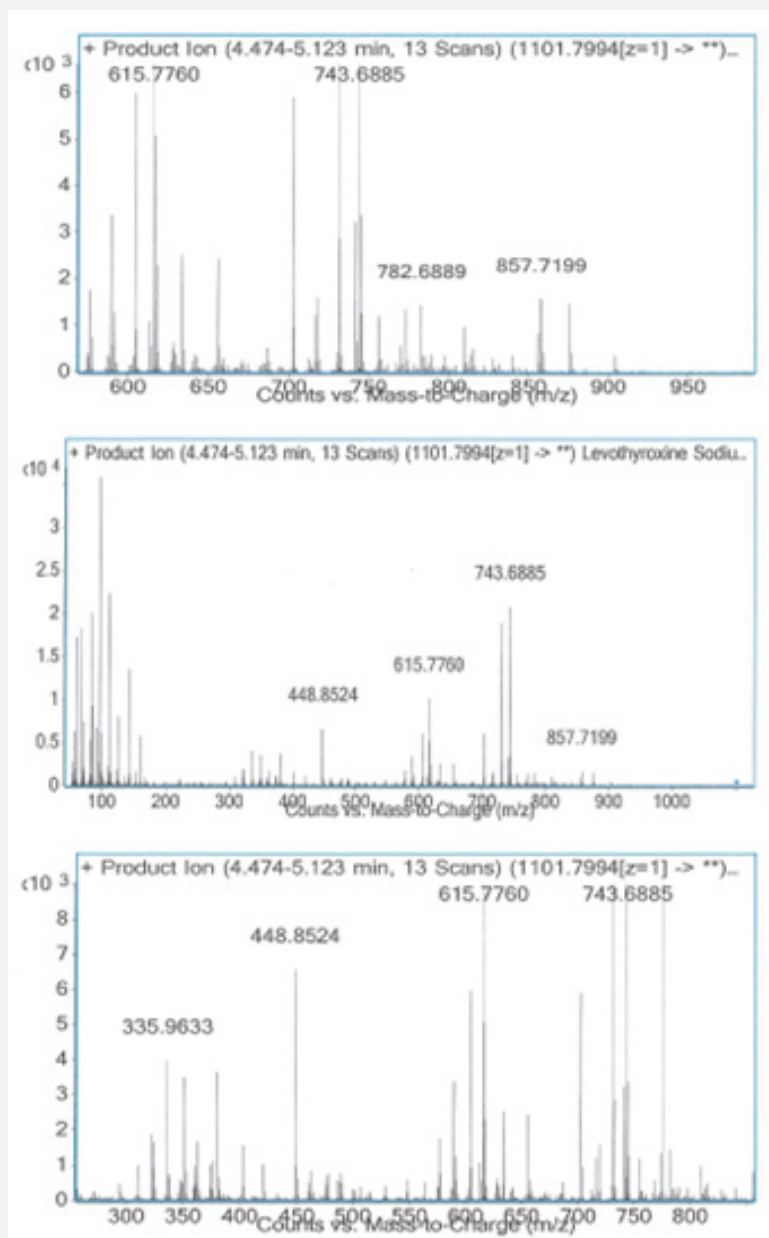 + Product Ion (4.474-5.123 min, 13 Scans) (1101.7994[z=1] -> **)...
x10 3
615.7760 743.6885
6
5
4
3
782.6889 857.7199
2
1
0
600 650 700 750 800 850 900 950
Counts vs. Mass-to-Charge (m/z)
+ Product Ion (4.474-5.123 min, 13 Scans) (1101.7994[z=1] -> **) Levothyroxine Sodiu...
x10 4
3
2.5
743.6885
2
1.5
615.7760
448.8524
1
857.7199
0.5
0
100 200 300 400 500 600 700 800 900 1000
Counts vs. Mass-to-Charge (m/z)
+ Product Ion (4.474-5.123 min, 13 Scans) (1101.7994[z=1] -> **)...
x10 3
615.7760 743.6885
8
448.8524
7
6
335.9633
5
4
3
2
1
0
300 350 400 450 500 550 600 650 700 750 800
Counts vs. Mass-to-Charge (m/z)